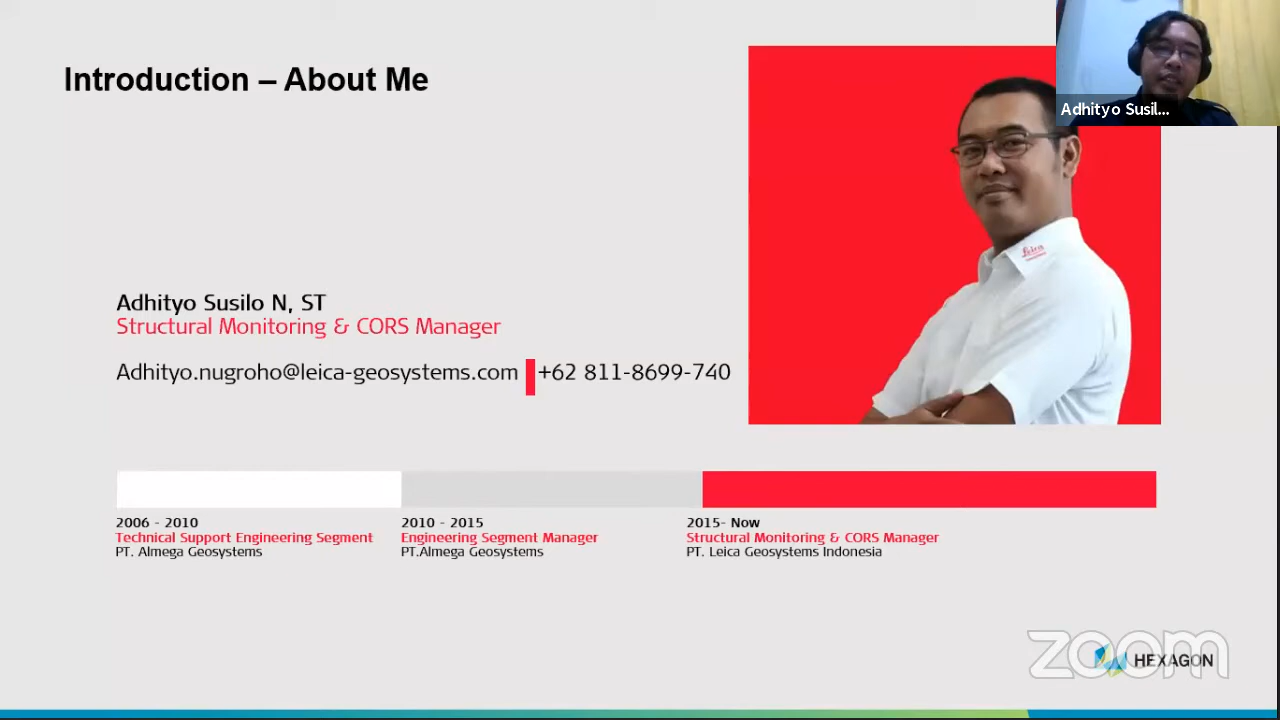 Introduction – About Me
Adhityo Susil...
Leica
Adhityo Susilo N, ST
Structural Monitoring & CORS Manager
Adhityo.nugroho@leica-geosystems.com
+62 811-8699-740
2006 - 2010
Technical Support Engineering Segment
PT. Almega Geosystems
2010 - 2015
Engineering Segment Manager
PT.Almega Geosystems
2015- Now
Structural Monitoring & CORS Manager
PT. Leica Geosystems Indonesia
zoom
HEXAGON